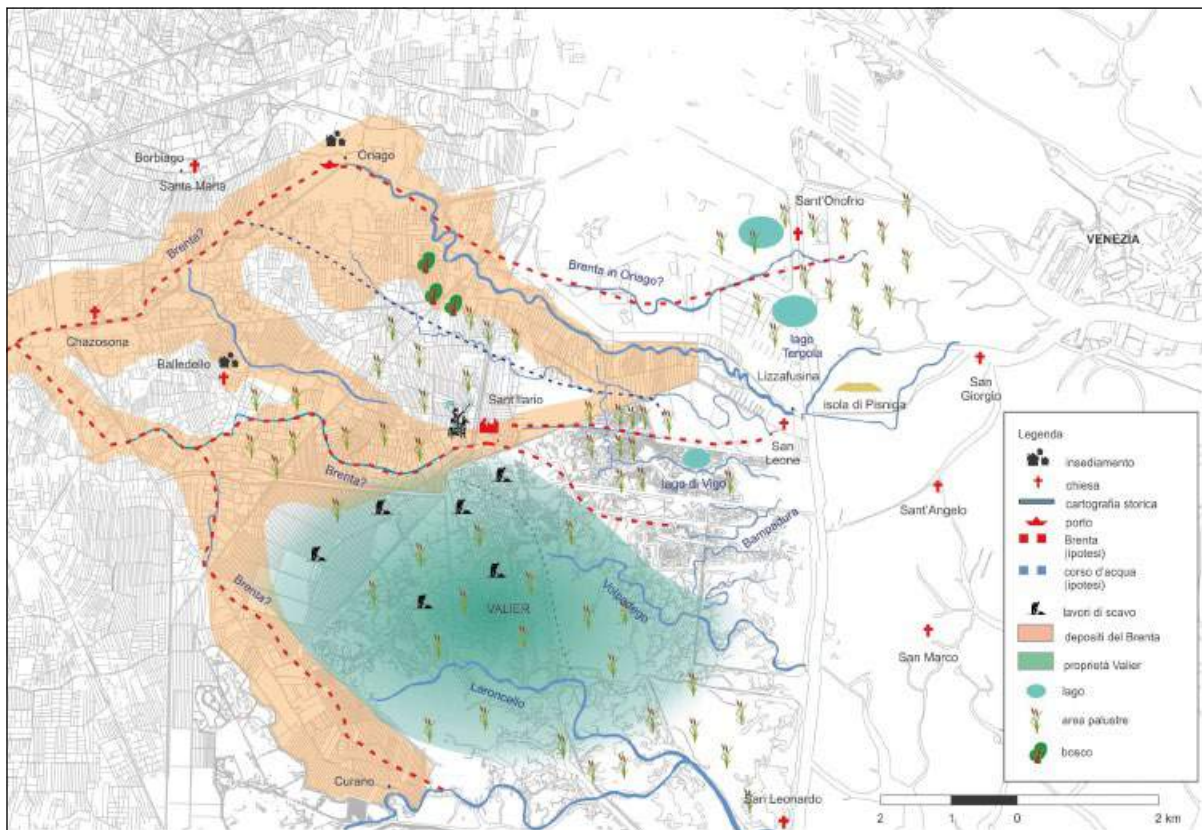 Oriago
Borbiago
Santa Maria
Brenta?
Sant'Onofrio
VENEZIA
Brenta in Oriago?
Chazosona
Balledello
lago
Tergola
Lizzafusina
isola di Pisniga
San
Giorgio
Sant'Ilario
San
Leone
Brenta?
lago di Vigo
Sant'Angelo
Bampadura
Brenta?
VALIER
Volpadego
San Marco
Laroncello
Curano
San Leonardo
Legenda
insediamento
chiesa
cartografia storica
porto
Brenta
(ipotesi)
corso d'acqua
(ipotesi)
lavori di scavo
depositi del Brenta
proprietà Valier
lago
area palustre
bosco
2 1 0 2 km